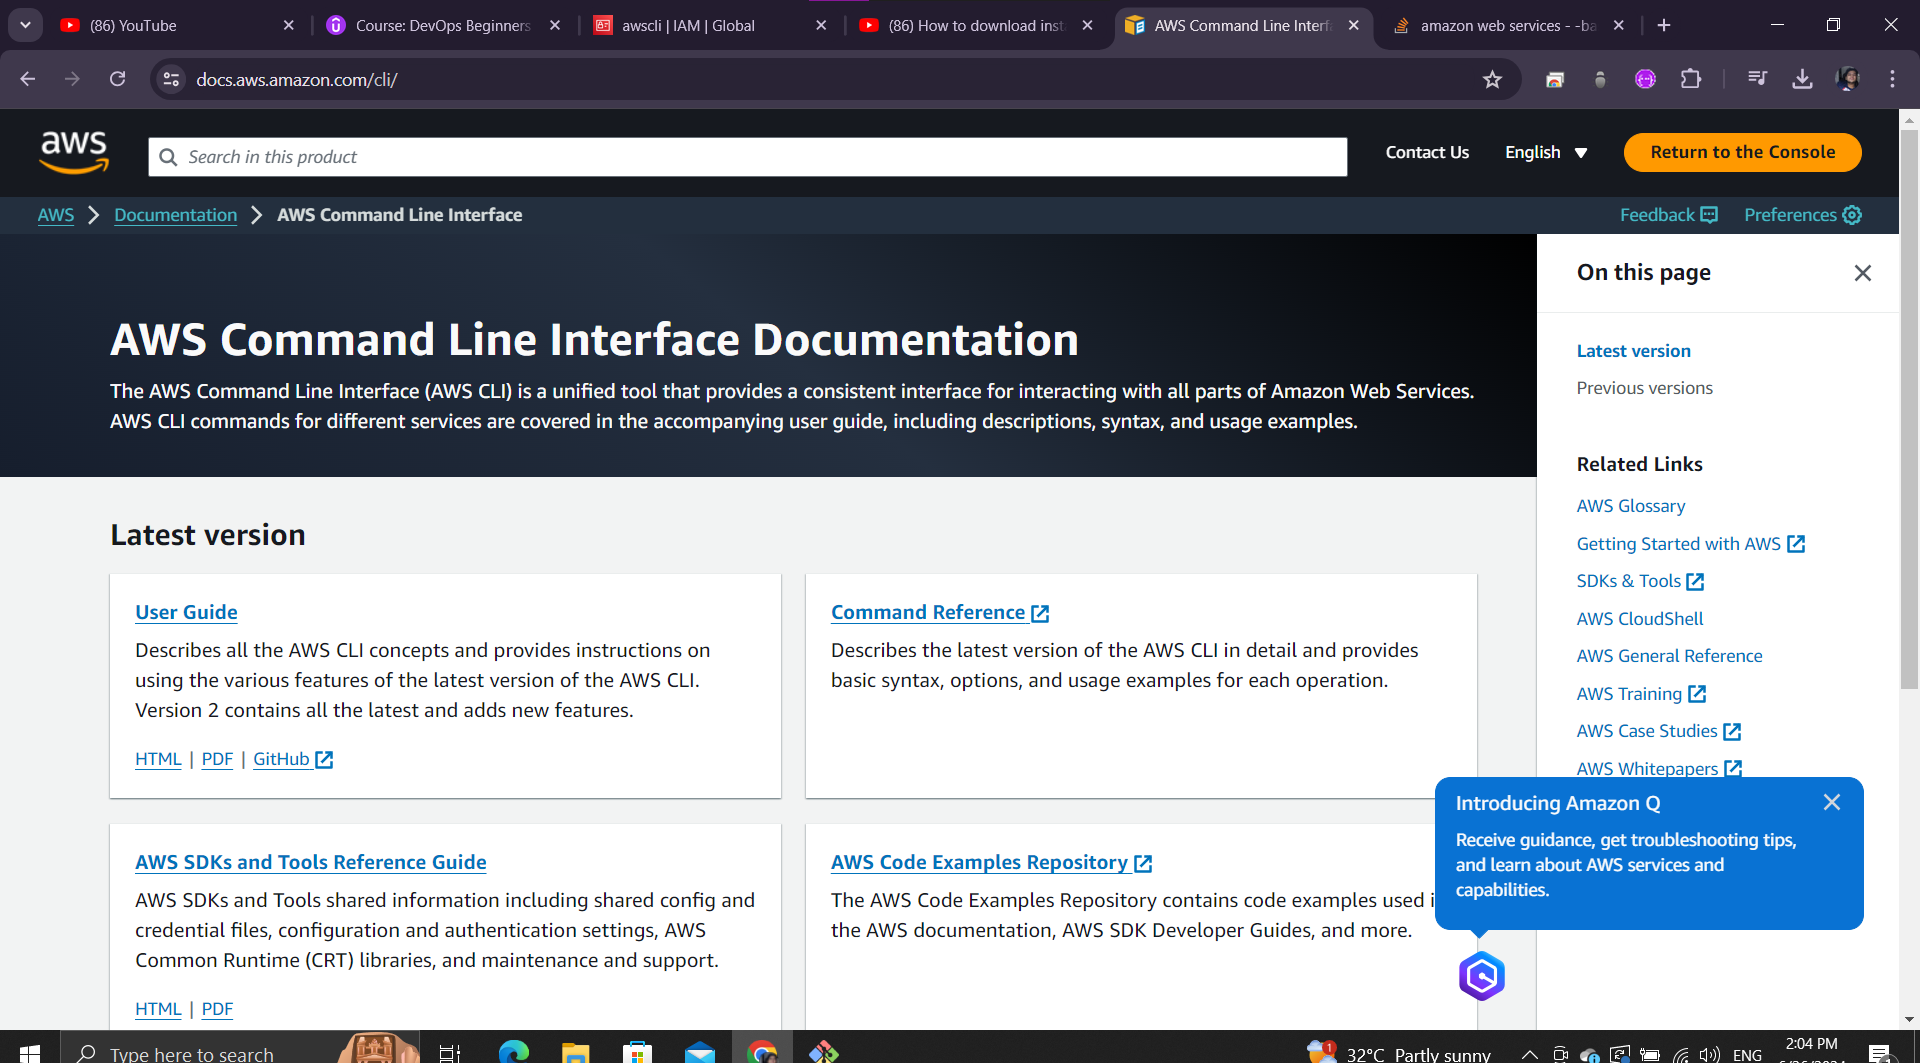 (86) YouTube
Course: DevOps Beginners
awscli | IAM | Global
(86) How to download inst
AWS Command Line Interf
amazon web services - -ba
docs.aws.amazon.com/cli/
aws
Search in this product
Contact Us
English
Return to the Console
AWS
Documentation
AWS Command Line Interface
Feedback
Preferences
AWS Command Line Interface Documentation
The AWS Command Line Interface (AWS CLI) is a unified tool that provides a consistent interface for interacting with all parts of Amazon Web Services.
AWS CLI commands for different services are covered in the accompanying user guide, including descriptions, syntax, and usage examples.
Latest version
User Guide
Describes all the AWS CLI concepts and provides instructions on
using the various features of the latest version of the AWS CLI.
Version 2 contains all the latest and adds new features.
HTML | PDF | GitHub
Command Reference
Describes the latest version of the AWS CLI in detail and provides
basic syntax, options, and usage examples for each operation.
AWS SDKs and Tools Reference Guide
AWS SDKs and Tools shared information including shared config and
credential files, configuration and authentication settings, AWS
Common Runtime (CRT) libraries, and maintenance and support.
HTML | PDF
AWS Code Examples Repository
The AWS Code Examples Repository contains code examples used i
the AWS documentation, AWS SDK Developer Guides, and more.
On this page
Latest version
Previous versions
Related Links
AWS Glossary
Getting Started with AWS
SDKs & Tools
AWS CloudShell
AWS General Reference
AWS Training
AWS Case Studies
AWS Whitepapers
Introducing Amazon Q
Receive guidance, get troubleshooting tips,
and learn about AWS services and
capabilities.
Type here to search
1
32°C Partly sunny
ENG
2:04 PM